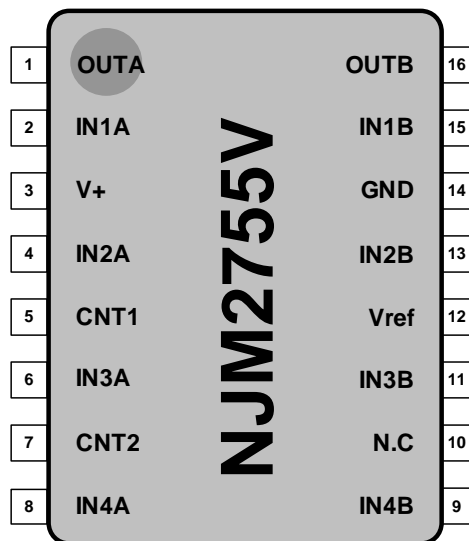 1 OUTA OUTB 16
2 IN1A IN1B 15
3 V+ GND 14
4 IN2A IN2B 13
5 CNT1 Vref 12
6 IN3A IN3B 11
7 CNT2 N.C 10
8 IN4A IN4B 9
NJM2755V